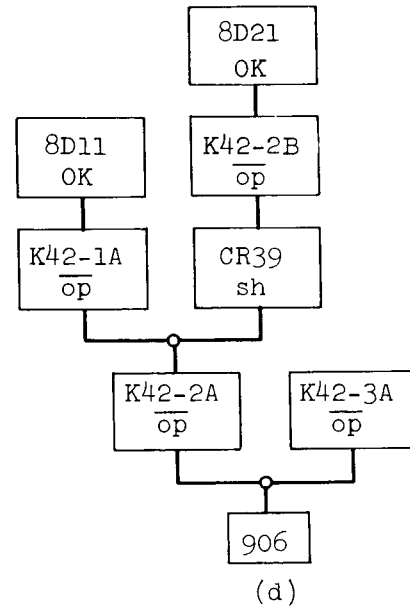 8D21
OK
8D11
OK
K42-2B
op
K42-1A
op
CR39
sh
K42-2A
op
K42-3A
op
906
(d)